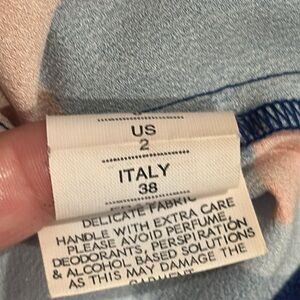 US
2
ITALY
38
DELICATE FABRIC
HANDLE WITH EXTRA CARE
PLEASE AVOID PERFUME,
DEODORANTS, PERSPIRATION
& ALCOHOL BASED SOLUTIONS
AS THIS MAY DAMAGE THE
GARMENT